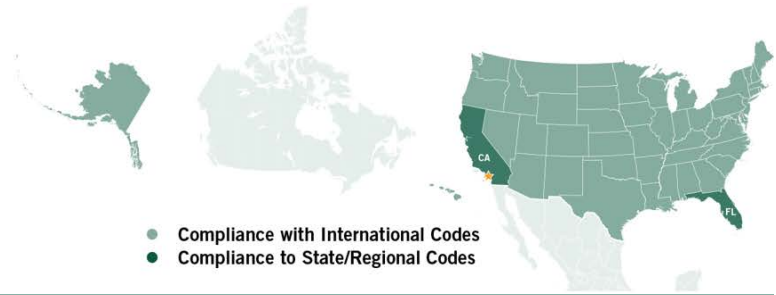 CA
FL
Compliance with International Codes
Compliance to State/Regional Codes